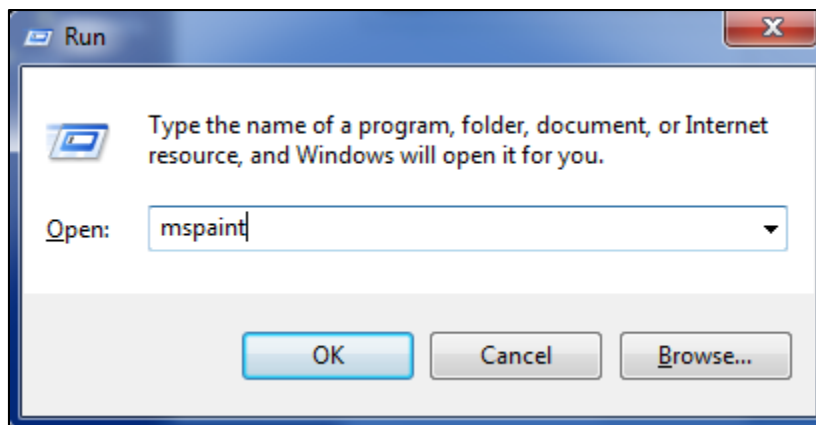 Run
Type the name of a program, folder, document, or Internet
resource, and Windows will open it for you.
Open: mspaint
OK Cancel Browse...